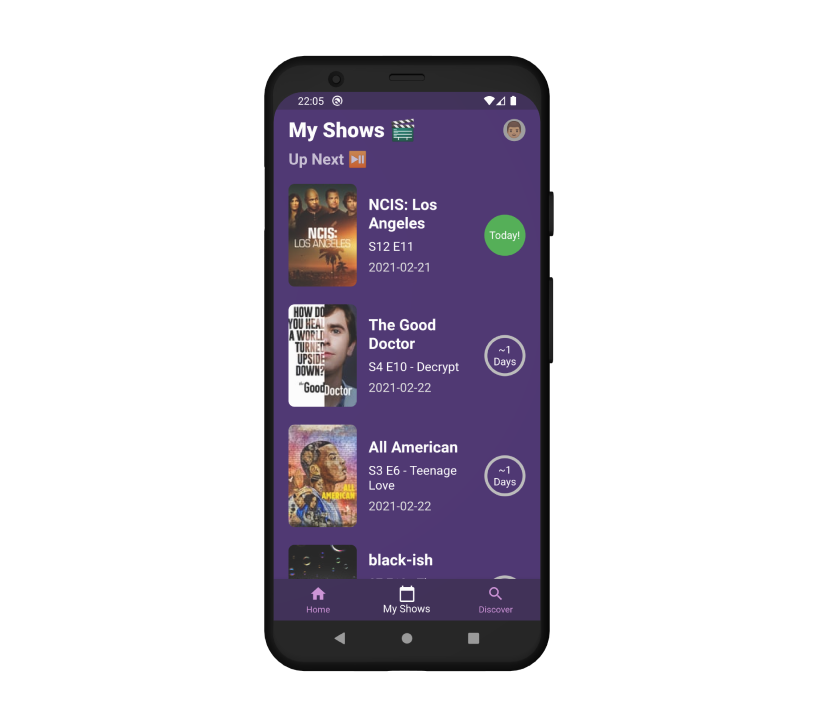 22:05
My Shows
Up Next
NCIS:
LOS ANGELES
NCIS: Los
Angeles
S12 E11
2021-02-21
Today!
HOW DO
YOU HEAL
A WORLD
TURNED
UPSIDE
DOWN?
the Good Doctor
The Good
Doctor
S4 E10 - Decrypt
2021-02-22
~1
Days
ALL
AMERICAN
All American
S3 E6 - Teenage
Love
2021-02-22
~1
Days
black-ish
Home
My Shows
Discover